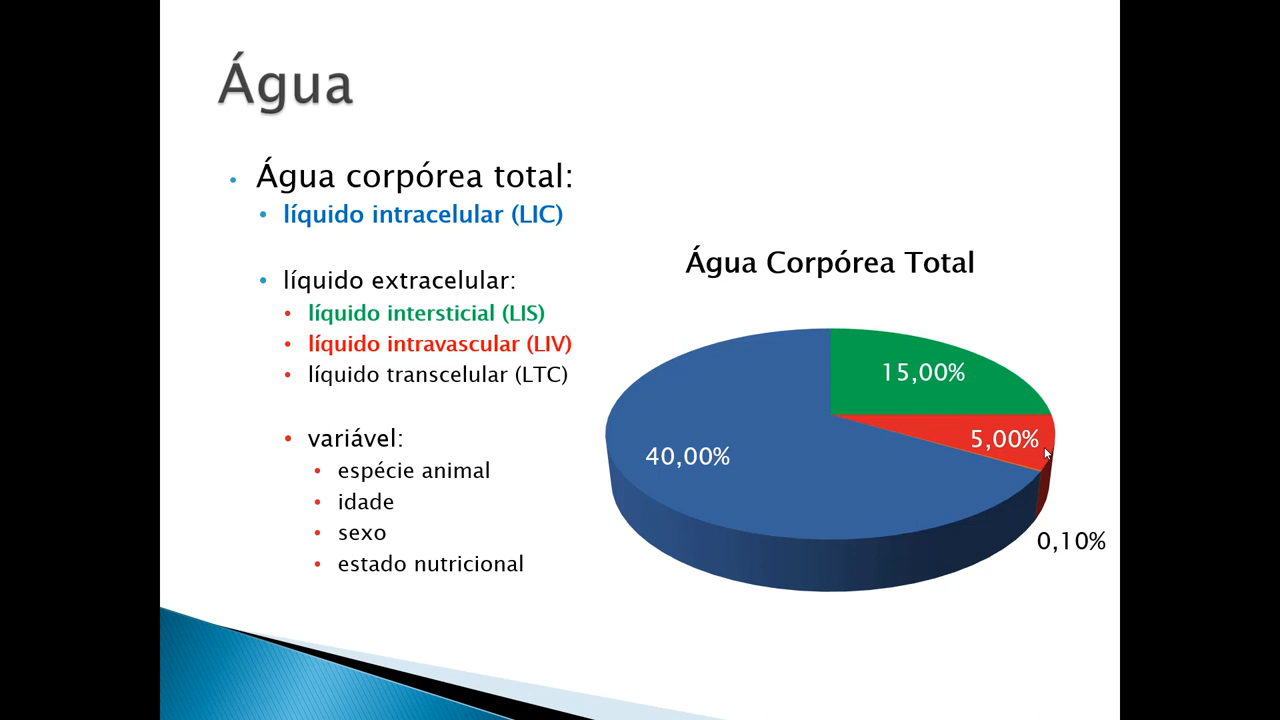 Água
Água corpórea total:
líquido intracelular (LIC)
líquido extracelular:
líquido intersticial (LIS)
líquido intravascular (LIV)
líquido transcelular (LTC)
variável:
espécie animal
idade
sexo
estado nutricional
Água Corpórea Total
15,00%
5,00%
40,00%
0,10%